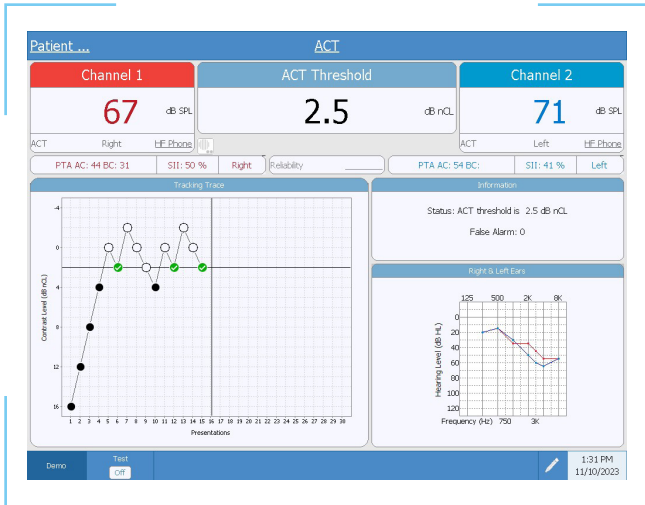 Patient ...
ACT
Channel 1
ACT Threshold
Channel 2
67
dB SPL
2.5
dB nCL
71
dB SPL
ACT
Right
HF Phone
ACT
Left
HF Phone
PTA AC: 44 BC: 31
SII: 50 %
Right
Reliability
PTA AC: 54 BC:
SII: 41 %
Left
Tracking Trace
-4
0
4
8
12
16
Contrast Level (dB nCL)
1 2 3 4 5 6 7 8 9 10 11 12 13 14 15 16 17 18 19 20 21 22 23 24 25 26 27 28 29 30
Presentations
Information
Status: ACT threshold is 2.5 dB nCL
False Alarm: 0
Right & Left Ears
125 500 2K 8K
0
20
40
60
80
100
120
Hearing Level (dB HL)
Frequency (Hz) 750 3K
Demo
Test
Off
1:31 PM
11/10/2023